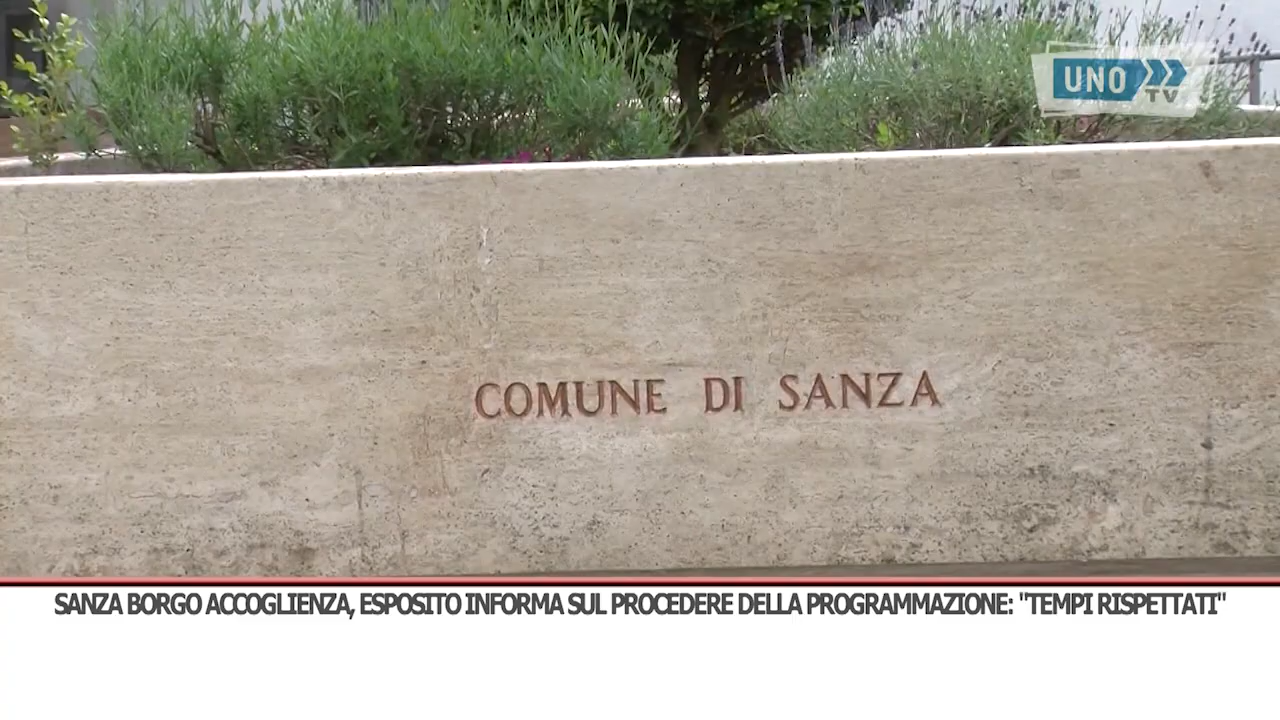 UNO
TV
COMUNE DI SANZA
SANZA BORGO ACCOGLIENZA, ESPOSITO INFORMA SUL PROCEDERE DELLA PROGRAMMAZIONE: "TEMPI RISPETTATI"